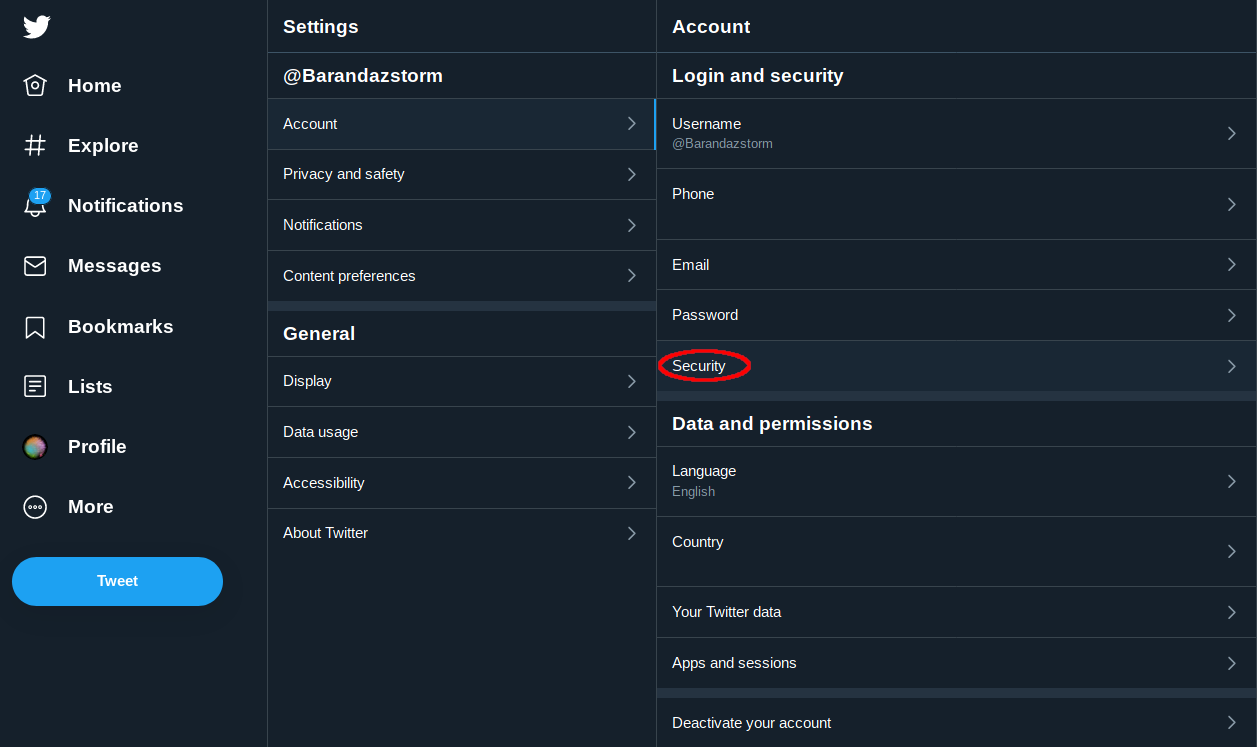 Home
Explore
17
Notifications
Messages
Bookmarks
Lists
Profile
More
Tweet
Settings
@Barandazstorm
Account
Privacy and safety
Notifications
Content preferences
General
Display
Data usage
Accessibility
About Twitter
Account
Login and security
Username
@Barandazstorm
Phone
Email
Password
Security
Data and permissions
Language
English
Country
Your Twitter data
Apps and sessions
Deactivate your account